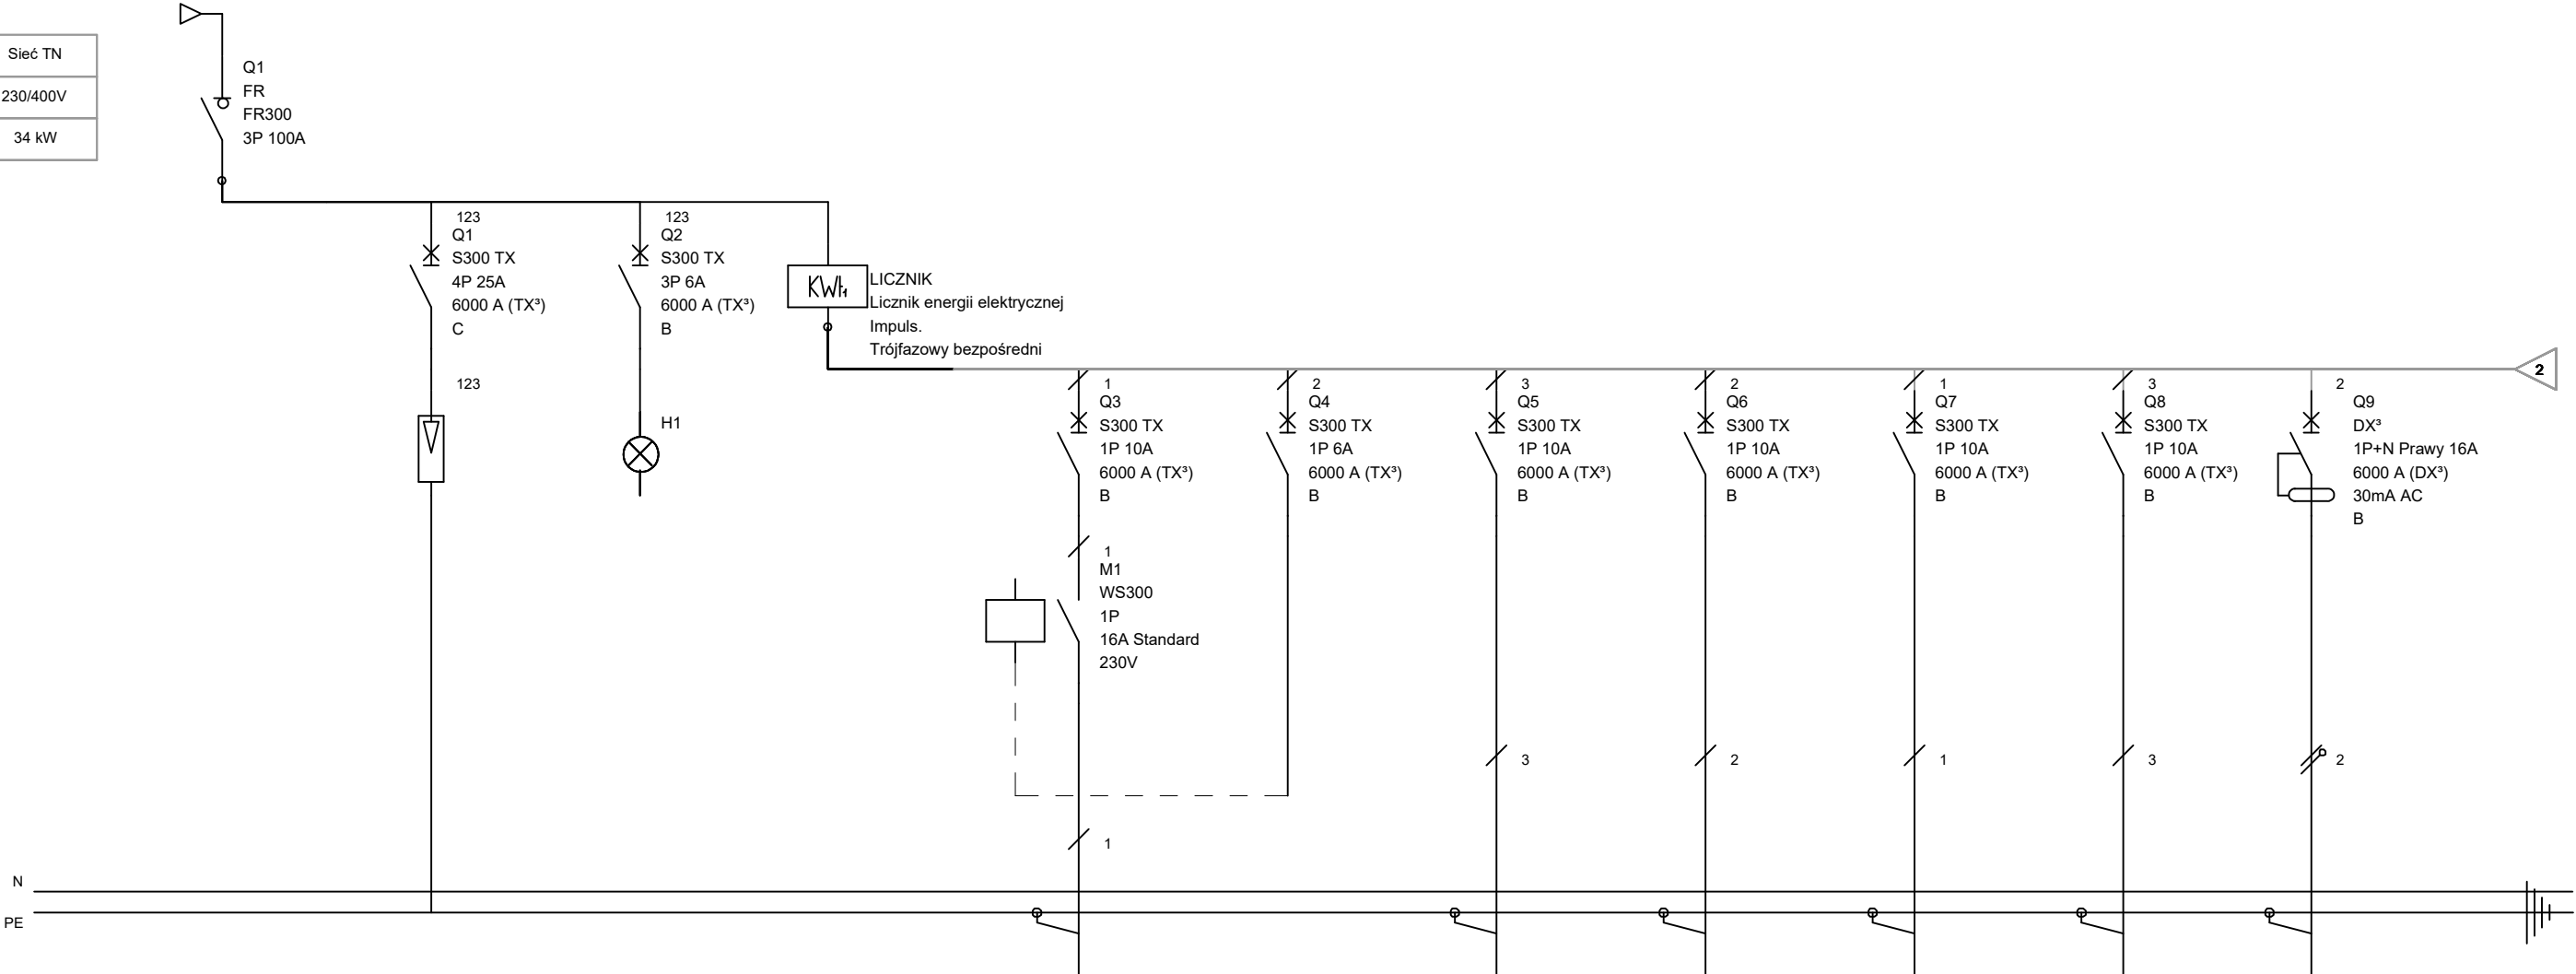 Sieć TN
230/400V
34 kW
Q1
FR
FR300
3P 100A
123
Q1
S300 TX
4P 25A
6000 A (TX³)
C
123
123
Q2
S300 TX
3P 6A
6000 A (TX³)
B
H1
LICZNIK
Licznik energii elektrycznej
Impuls.
Trójfazowy bezpośredni
2
1
Q3
S300 TX
1P 10A
6000 A (TX³)
B
1
M1
WS300
1P
16A Standard
230V
1
2
Q4
S300 TX
1P 6A
6000 A (TX³)
B
3
Q5
S300 TX
1P 10A
6000 A (TX³)
B
3
2
Q6
S300 TX
1P 10A
6000 A (TX³)
B
2
1
Q7
S300 TX
1P 10A
6000 A (TX³)
B
1
3
Q8
S300 TX
1P 10A
6000 A (TX³)
B
3
2
Q9
DX³
1P+N Prawy 16A
6000 A (DX³)
30mA AC
B
2
N
PE